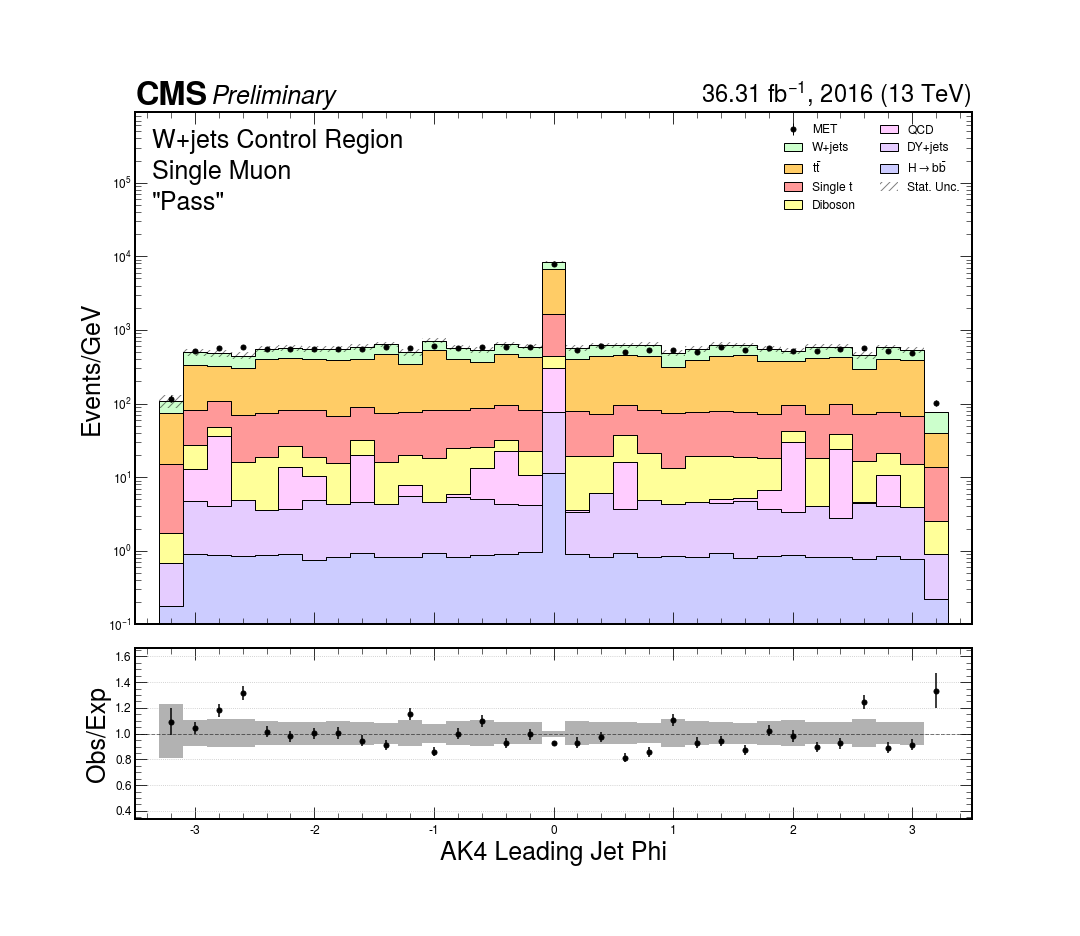 CMS Preliminary
36.31 fb⁻¹, 2016 (13 TeV)
W+jets Control Region
Single Muon
"Pass"
MET
W+jets
tt̄
Single t
Diboson
QCD
DY+jets
H→bb̄
Stat. Unc.
Events/GeV
10⁵
10⁴
10³
10²
10¹
10⁰
10⁻¹
Obs/Exp
1.6
1.4
1.2
1.0
0.8
0.6
0.4
-3 -2 -1 0 1 2 3
AK4 Leading Jet Phi